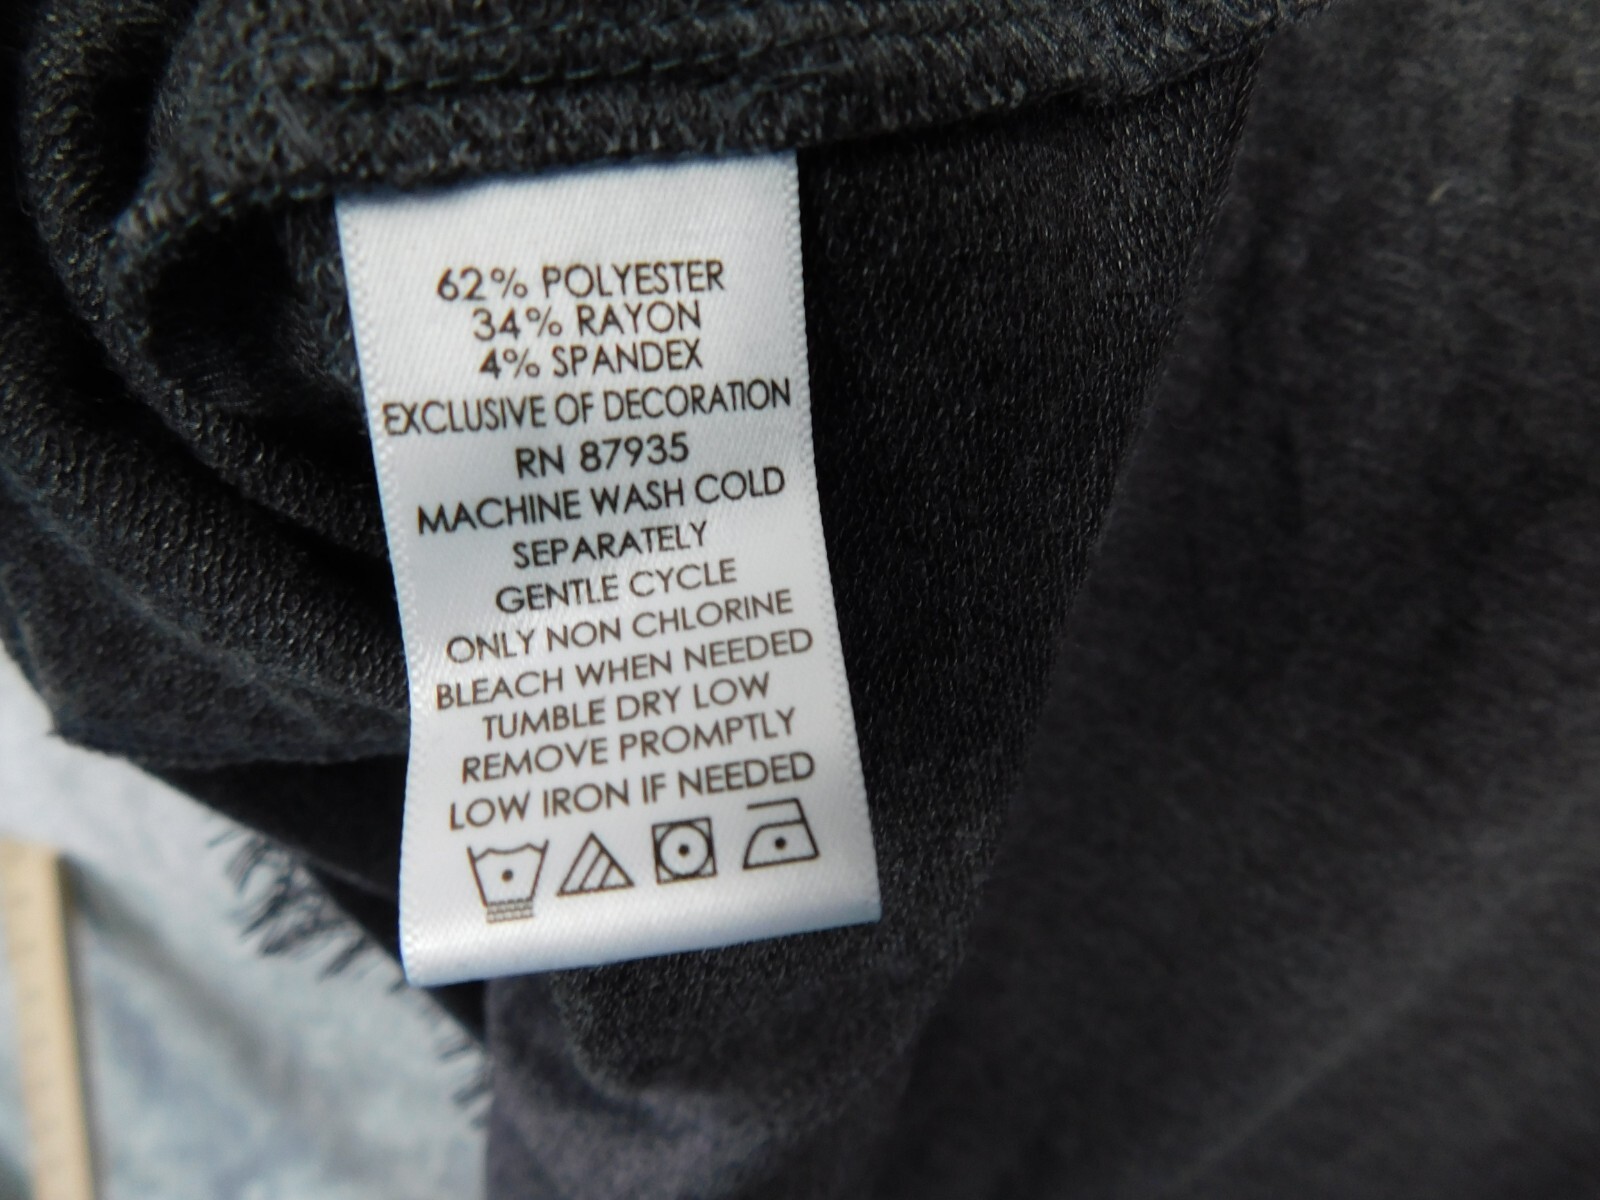 62% POLYESTER
34% RAYON
4% SPANDEX
EXCLUSIVE OF DECORATION
RN 87935
MACHINE WASH COLD
SEPARATELY
GENTLE CYCLE
ONLY NON CHLORINE
BLEACH WHEN NEEDED
TUMBLE DRY LOW
REMOVE PROMPTLY
LOW IRON IF NEEDED